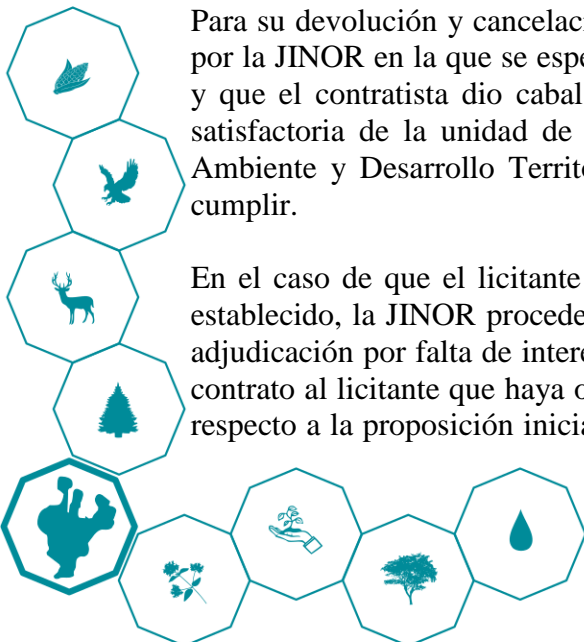 Para su devolución y cancelaci
por la JINOR en la que se espe
y que el contratista dio cabal
satisfactoria de la unidad de
Ambiente y Desarrollo Territo
cumplir.
En el caso de que el licitante
establecido, la JINOR procede
adjudicación por falta de intere
contrato al licitante que haya o
respecto a la proposición inicia